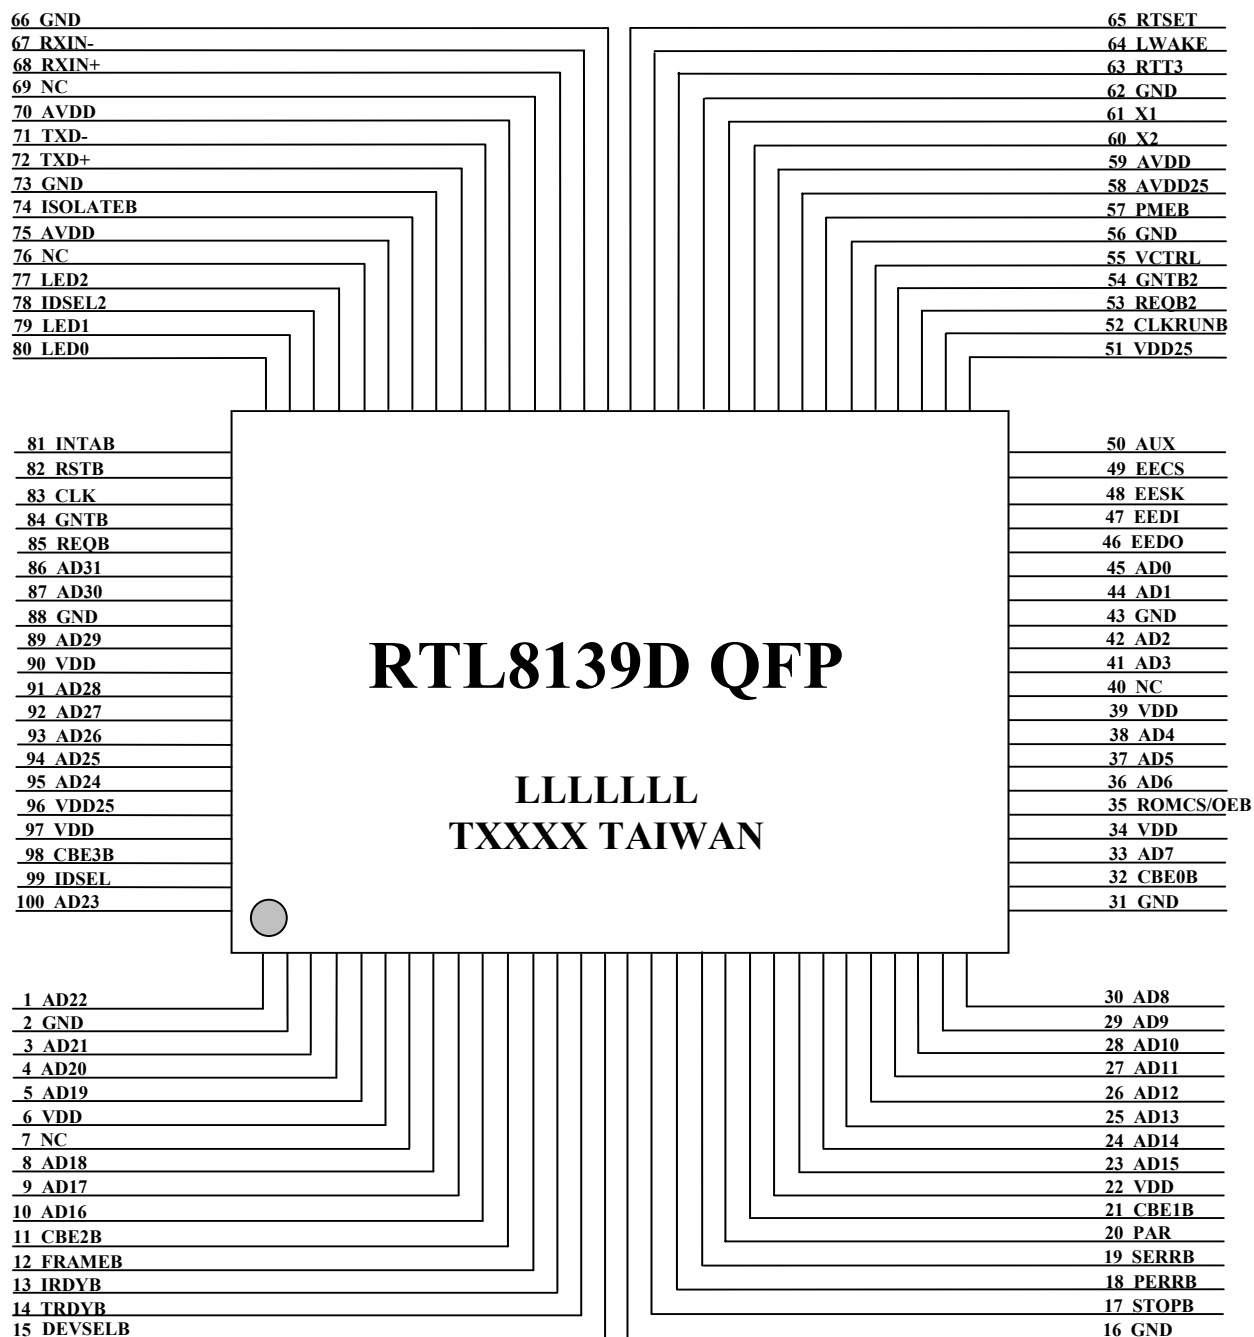 66 GND
67 RXIN-
68 RXIN+
69 NC
70 AVDD
71 TXD-
72 TXD+
73 GND
74 ISOLATEB
75 AVDD
76 NC
77 LED2
78 IDSEL2
79 LED1
80 LED0
65 RTSET
64 LWAKE
63 RTT3
62 GND
61 X1
60 X2
59 AVDD
58 AVDD25
57 PMEB
56 GND
55 VCTRL
54 GNTB2
53 REQB2
52 CLKRUNB
51 VDD25
81 INTAB
82 RSTB
83 CLK
84 GNTB
85 REQB
86 AD31
87 AD30
88 GND
89 AD29
90 VDD
91 AD28
92 AD27
93 AD26
94 AD25
95 AD24
96 VDD25
97 VDD
98 CBE3B
99 IDSEL
100 AD23
RTL8139D QFP
LLLLLLL
TXXXX TAIWAN
50 AUX
49 EECS
48 EESK
47 EEDI
46 EEDO
45 AD0
44 AD1
43 GND
42 AD2
41 AD3
40 NC
39 VDD
38 AD4
37 AD5
36 AD6
35 ROMCS/OEB
34 VDD
33 AD7
32 CBE0B
31 GND
1 AD22
2 GND
3 AD21
4 AD20
5 AD19
6 VDD
7 NC
8 AD18
9 AD17
10 AD16
11 CBE2B
12 FRAMEB
13 IRDYB
14 TRDYB
15 DEVSELB
30 AD8
29 AD9
28 AD10
27 AD11
26 AD12
25 AD13
24 AD14
23 AD15
22 VDD
21 CBE1B
20 PAR
19 SERRB
18 PERRB
17 STOPB
16 GND